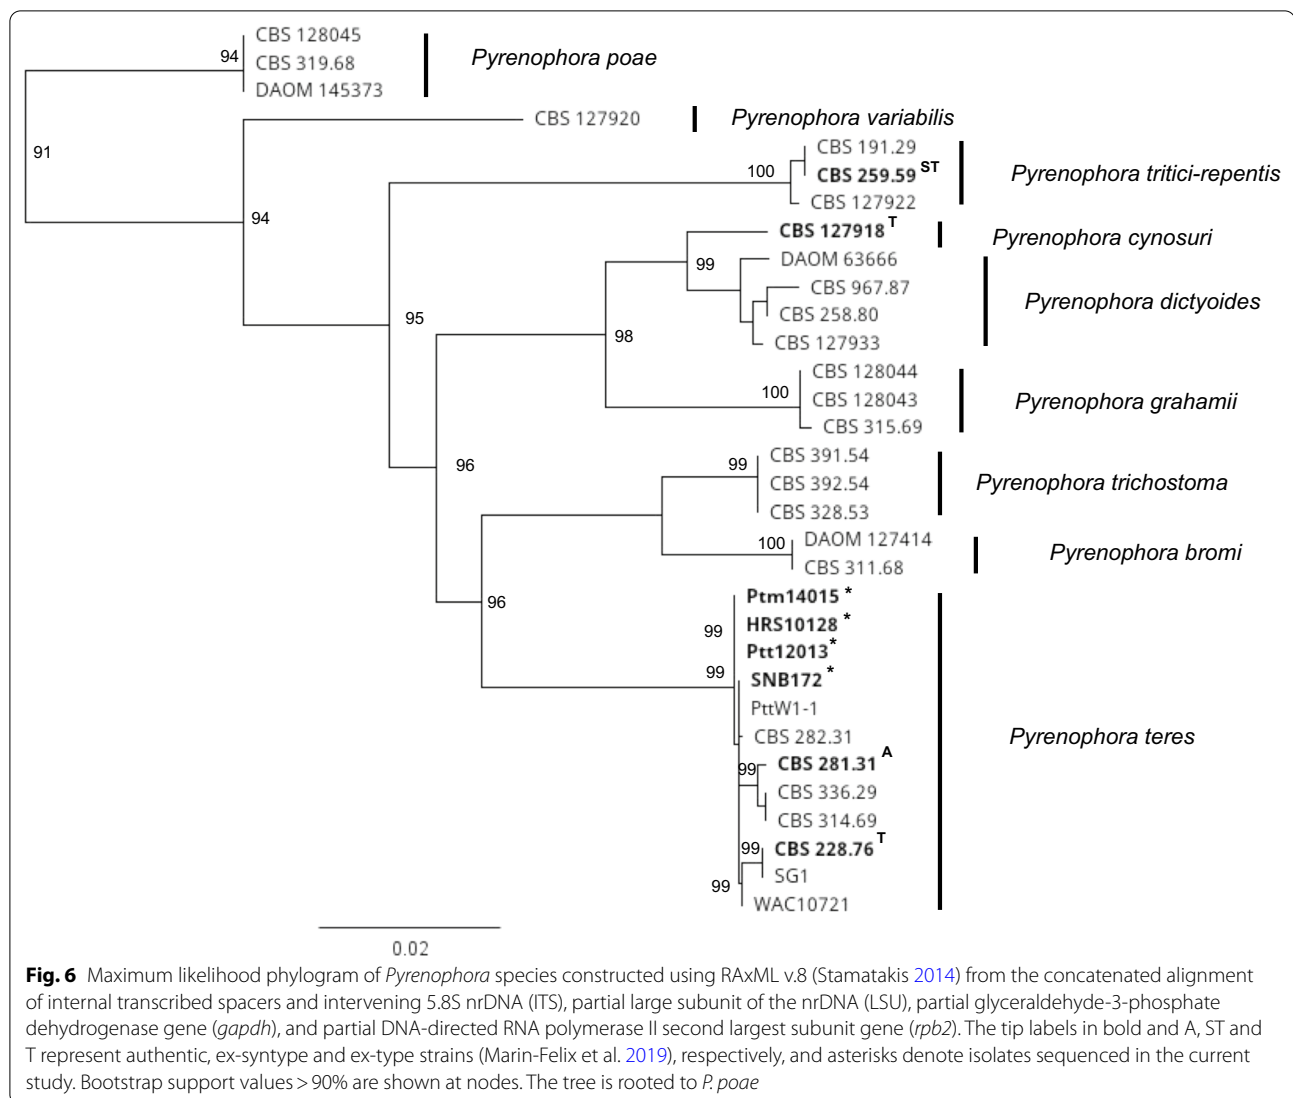 CBS 128045
94
CBS 319.68
Pyrenophora poae
DAOM 145373
CBS 127920
Pyrenophora variabilis
91
CBS 191.29
100
CBS 259.59 ST
Pyrenophora tritici-repentis
CBS 127922
94
CBS 127918 T
Pyrenophora cynosuri
99
DAOM 63666
CBS 967.87
Pyrenophora dictyoides
CBS 258.80
95
98
CBS 127933
CBS 128044
100
CBS 128043
Pyrenophora grahamii
CBS 315.69
96
CBS 391.54
99
CBS 392.54
Pyrenophora trichostoma
CBS 328.53
DAOM 127414
100
Pyrenophora bromi
CBS 311.68
96
Ptm14015 *
99
HRS10128 *
Ptt12013 *
99
SNB172 *
PttW1-1
CBS 282.31
Pyrenophora teres
99
CBS 281.31 A
CBS 336.29
CBS 314.69
99
CBS 228.76 T
SG1
99
WAC10721
0.02
Fig. 6 Maximum likelihood phylogram of Pyrenophora species constructed using RAxML v.8 (Stamatakis 2014) from the concatenated alignment
of internal transcribed spacers and intervening 5.8S nrDNA (ITS), partial large subunit of the nrDNA (LSU), partial glyceraldehyde-3-phosphate
dehydrogenase gene (gapdh), and partial DNA-directed RNA polymerase II second largest subunit gene (rpb2). The tip labels in bold and A, ST and
T represent authentic, ex-syntype and ex-type strains (Marin-Felix et al. 2019), respectively, and asterisks denote isolates sequenced in the current
study. Bootstrap support values > 90% are shown at nodes. The tree is rooted to P. poae